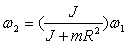 ω₂ = (J / (J + mR²))ω₁